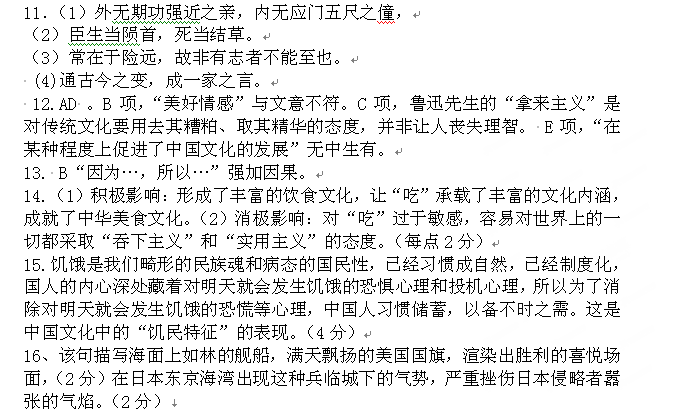 11.（1）外无期功强近之亲，内无应门五尺之僮，
（2）臣生当陨首，死当结草。
（3）常在于险远，故非有志者不能至也。
(4)通古今之变，成一家之言。
12.AD 。B 项，“美好情感”与文意不符。C 项，鲁迅先生的“拿来主义”是
对传统文化要用去其糟粕、取其精华的态度，并非让人丧失理智。 E 项，“在
某种程度上促进了中国文化的发展”无中生有。
13. B“因为…，所以…”强加因果。
14.（1）积极影响：形成了丰富的饮食文化，让“吃”承载了丰富的文化内涵，
成就了中华美食文化。（2）消极影响：对“吃”过于敏感，容易对世界上的一
切都采取“吞下主义”和“实用主义”的态度。（每点2分）
15.饥饿是我们畸形的民族魂和病态的国民性，已经习惯成自然，已经制度化，
国人的内心深处藏着对明天就会发生饥饿的恐惧心理和投机心理，所以为了消
除对明天就会发生饥饿的恐慌等心理，中国人习惯储蓄，以备不时之需。这是
中国文化中的“饥民特征”的表现。（4分）
16、该句描写海面上如林的舰船，满天飘扬的美国国旗，渲染出胜利的喜悦场
面，（2分）在日本东京海湾出现这种兵临城下的气势，严重挫伤日本侵略者嚣
张的气焰。（2分）